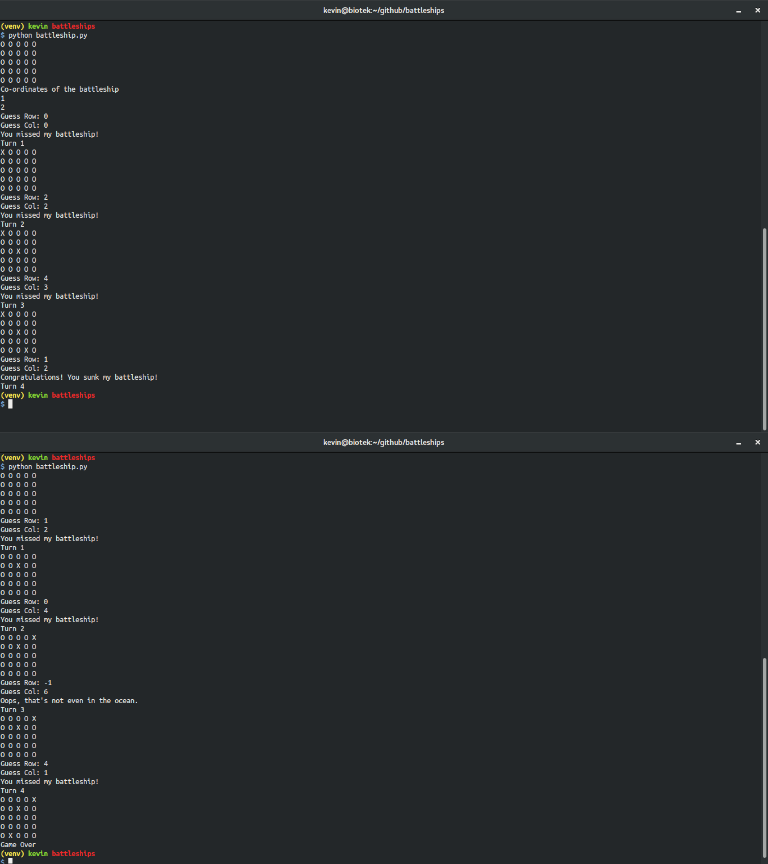 kevin@biotek:~/github/battleships
(venv) kevin battleships
$ python battleship.py
O O O O O
O O O O O
O O O O O
O O O O O
O O O O O
Co-ordinates of the battleship
1
2
Guess Row: 0
Guess Col: 0
You missed my battleship!
Turn 1
X O O O O
O O O O O
O O O O O
O O O O O
O O O O O
Guess Row: 2
Guess Col: 2
You missed my battleship!
Turn 2
X O O O O
O O O O O
O O X O O
O O O O O
O O O O O
Guess Row: 4
Guess Col: 3
You missed my battleship!
Turn 3
X O O O O
O O O O O
O O X O O
O O O O O
O O O X O
Guess Row: 1
Guess Col: 2
Congratulations! You sunk my battleship!
Turn 4
(venv) kevin battleships
$
kevin@biotek:~/github/battleships
(venv) kevin battleships
$ python battleship.py
O O O O O
O O O O O
O O O O O
O O O O O
O O O O O
Guess Row: 1
Guess Col: 2
You missed my battleship!
Turn 1
O O O O O
O O X O O
O O O O O
O O O O O
O O O O O
Guess Row: 0
Guess Col: 4
You missed my battleship!
Turn 2
O O O O X
O O X O O
O O O O O
O O O O O
O O O O O
Guess Row: -1
Guess Col: 6
Oops, that's not even in the ocean.
Turn 3
O O O O X
O O X O O
O O O O O
O O O O O
O O O O O
Guess Row: 4
Guess Col: 1
You missed my battleship!
Turn 4
O O O O X
O O X O O
O O O O O
O O O O O
O X O O O
Game Over
(venv) kevin battleships
$